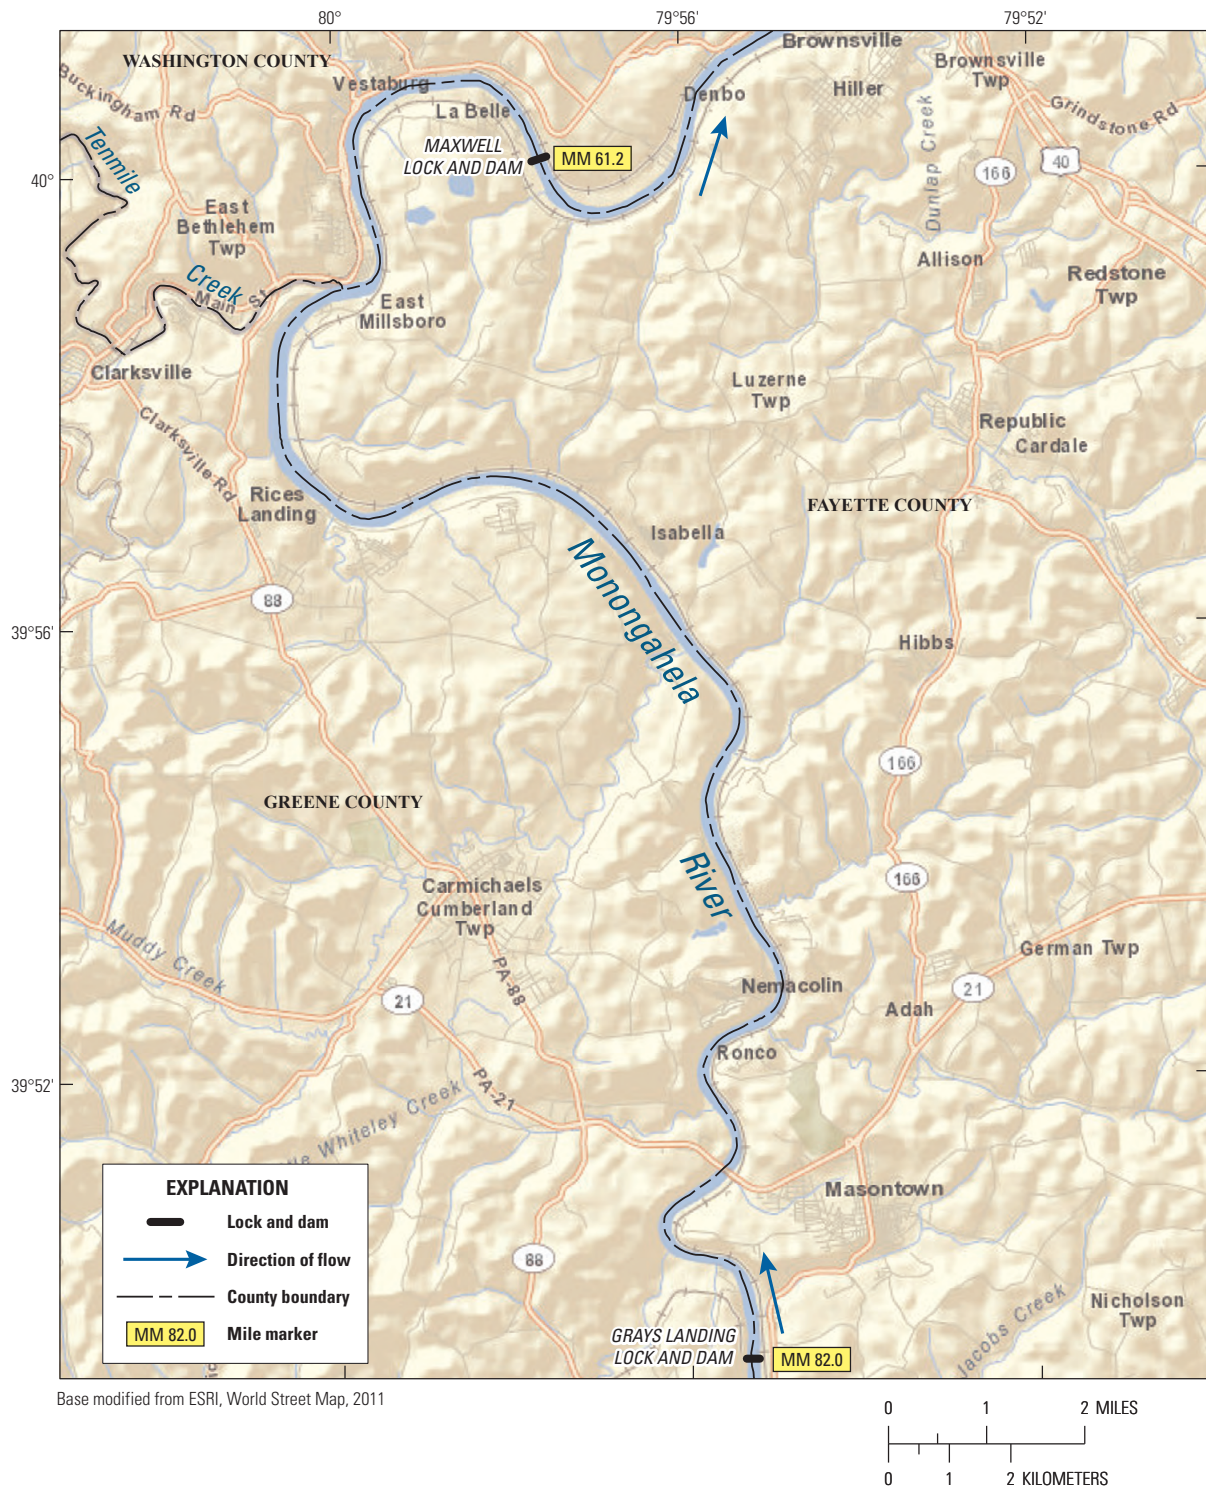 80°
79°56'
79°52'
WASHINGTON COUNTY
Brownsville
Brownsville
Twp
Vestaburg
Buckingham Rd
La Belle
Denbo
Hiller
Grindstone Rd
Tenmile
MAXWELL
LOCK AND DAM
MM 61.2
Dunlap Creek
166
40
40°
East
Bethlehem
Twp
Allison
Redstone
Twp
Creek
Main St
East
Millsboro
Clarksville
Luzerne
Twp
Clarksville Rd
Republic
Cardale
Rices
Landing
FAYETTE COUNTY
Isabella
Monongahela
88
39°56'
Hibbs
166
GREENE COUNTY
River
166
Carmichaels
Cumberland
Twp
Muddy Creek
PA-88
German Twp
Nemacolin
21
21
Adah
Ronco
39°52'
PA-21
Whiteley Creek
Masontown
EXPLANATION
Lock and dam
Direction of flow
County boundary
MM 82.0
Mile marker
88
Jacobs Creek
Nicholson
Twp
GRAYS LANDING
LOCK AND DAM
MM 82.0
Base modified from ESRI, World Street Map, 2011
0 1 2 MILES
0 1 2 KILOMETERS